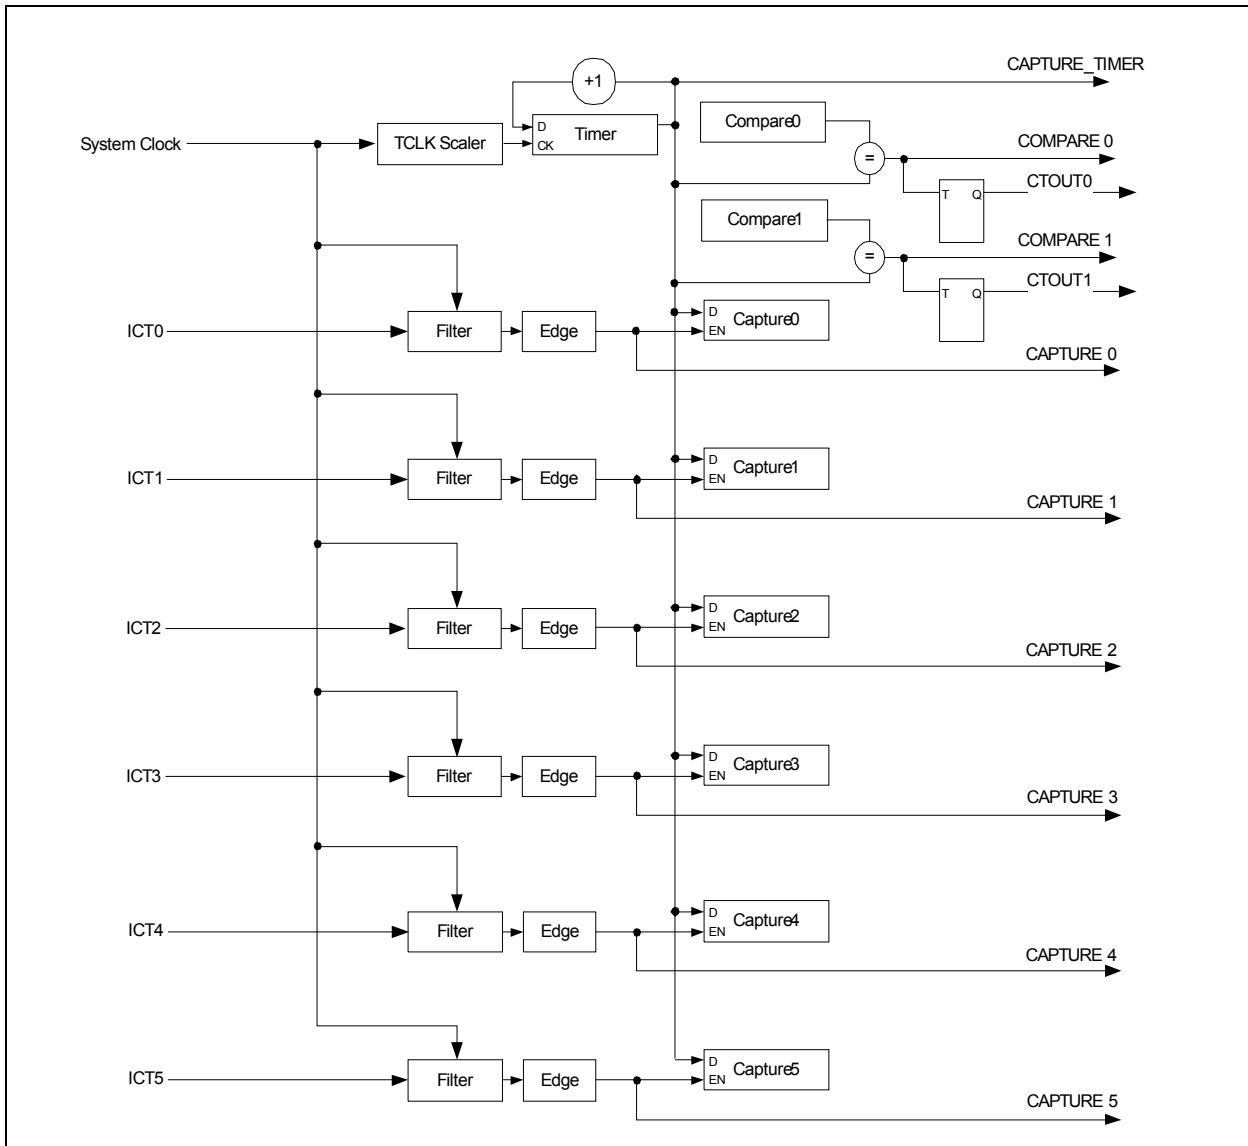 CAPTURE_TIMER
+1
D
CK
Timer
Compare0
System Clock
TCLK Scaler
=
COMPARE 0
T
Q
CTOUT0
Compare1
=
COMPARE 1
T
Q
CTOUT1
ICT0
Filter
Edge
D
EN
Capture0
CAPTURE 0
ICT1
Filter
Edge
D
EN
Capture1
CAPTURE 1
ICT2
Filter
Edge
D
EN
Capture2
CAPTURE 2
ICT3
Filter
Edge
D
EN
Capture3
CAPTURE 3
ICT4
Filter
Edge
D
EN
Capture4
CAPTURE 4
ICT5
Filter
Edge
D
EN
Capture5
CAPTURE 5